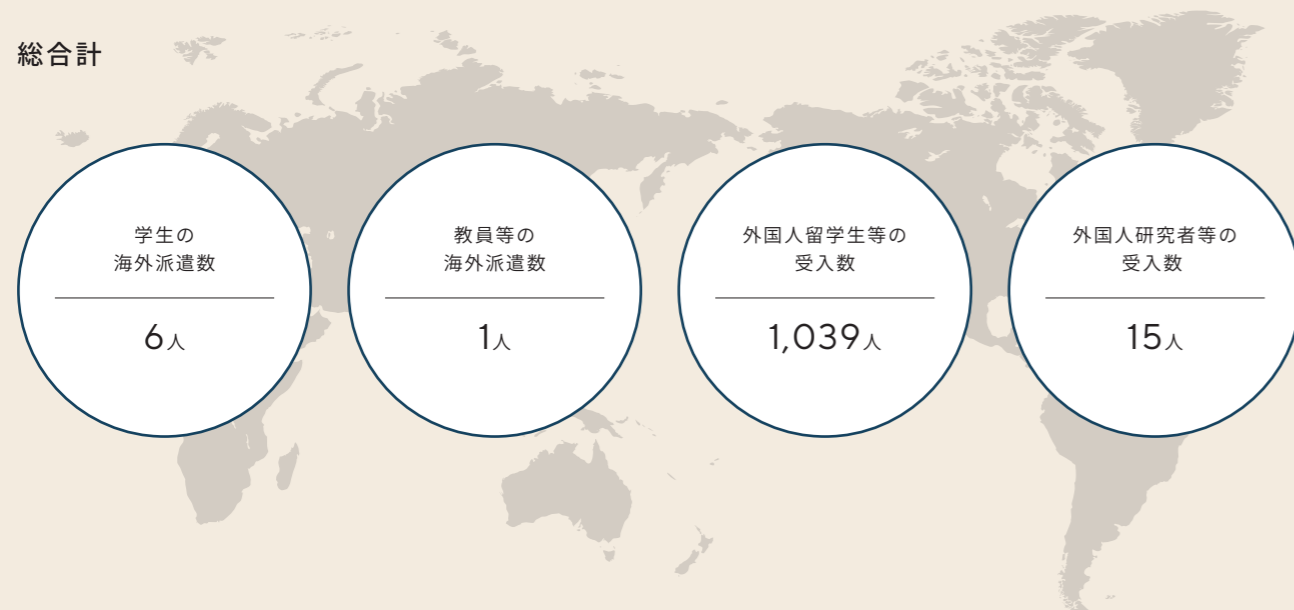 総合計
学生の
海外派遣数
6人
教員等の
海外派遣数
1人
外国人留学生等の
受入数
1,039人
外国人研究者等の
受入数
15人